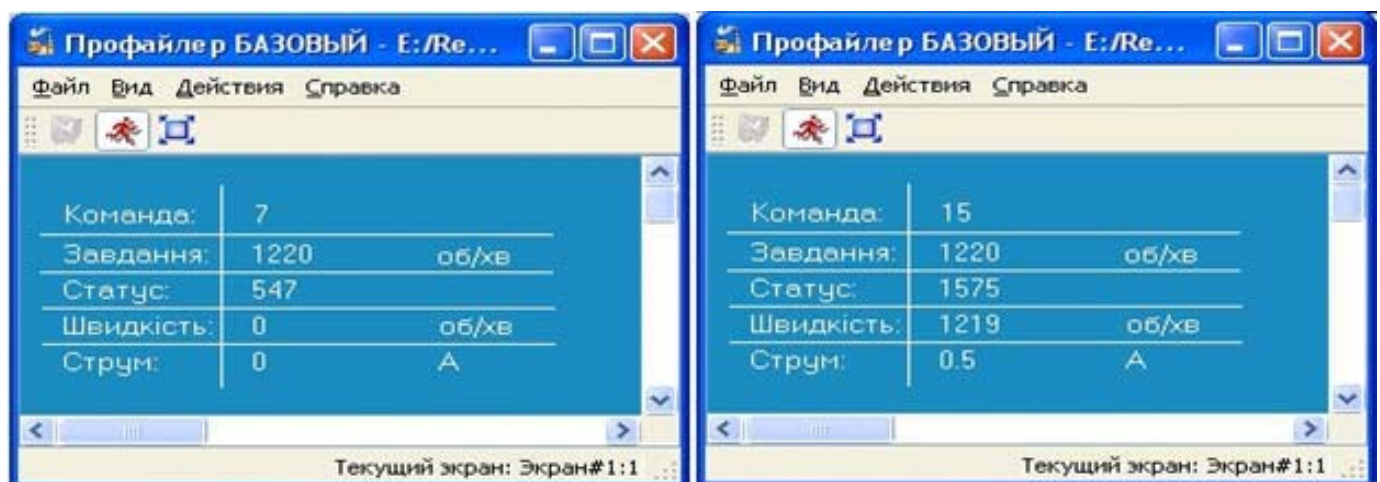 Профайлер БАЗОВЫЙ - E:/Re...
Файл Вид Действия Справка
Команда: 7
Завдання: 1220 об/хв
Статус: 547
Швидкість: 0 об/хв
Струм: 0 А
Текущий экран: Экран#1:1
Профайлер БАЗОВЫЙ - E:/Re...
Файл Вид Действия Справка
Команда: 15
Завдання: 1220 об/хв
Статус: 1575
Швидкість: 1219 об/хв
Струм: 0.5 А
Текущий экран: Экран#1:1